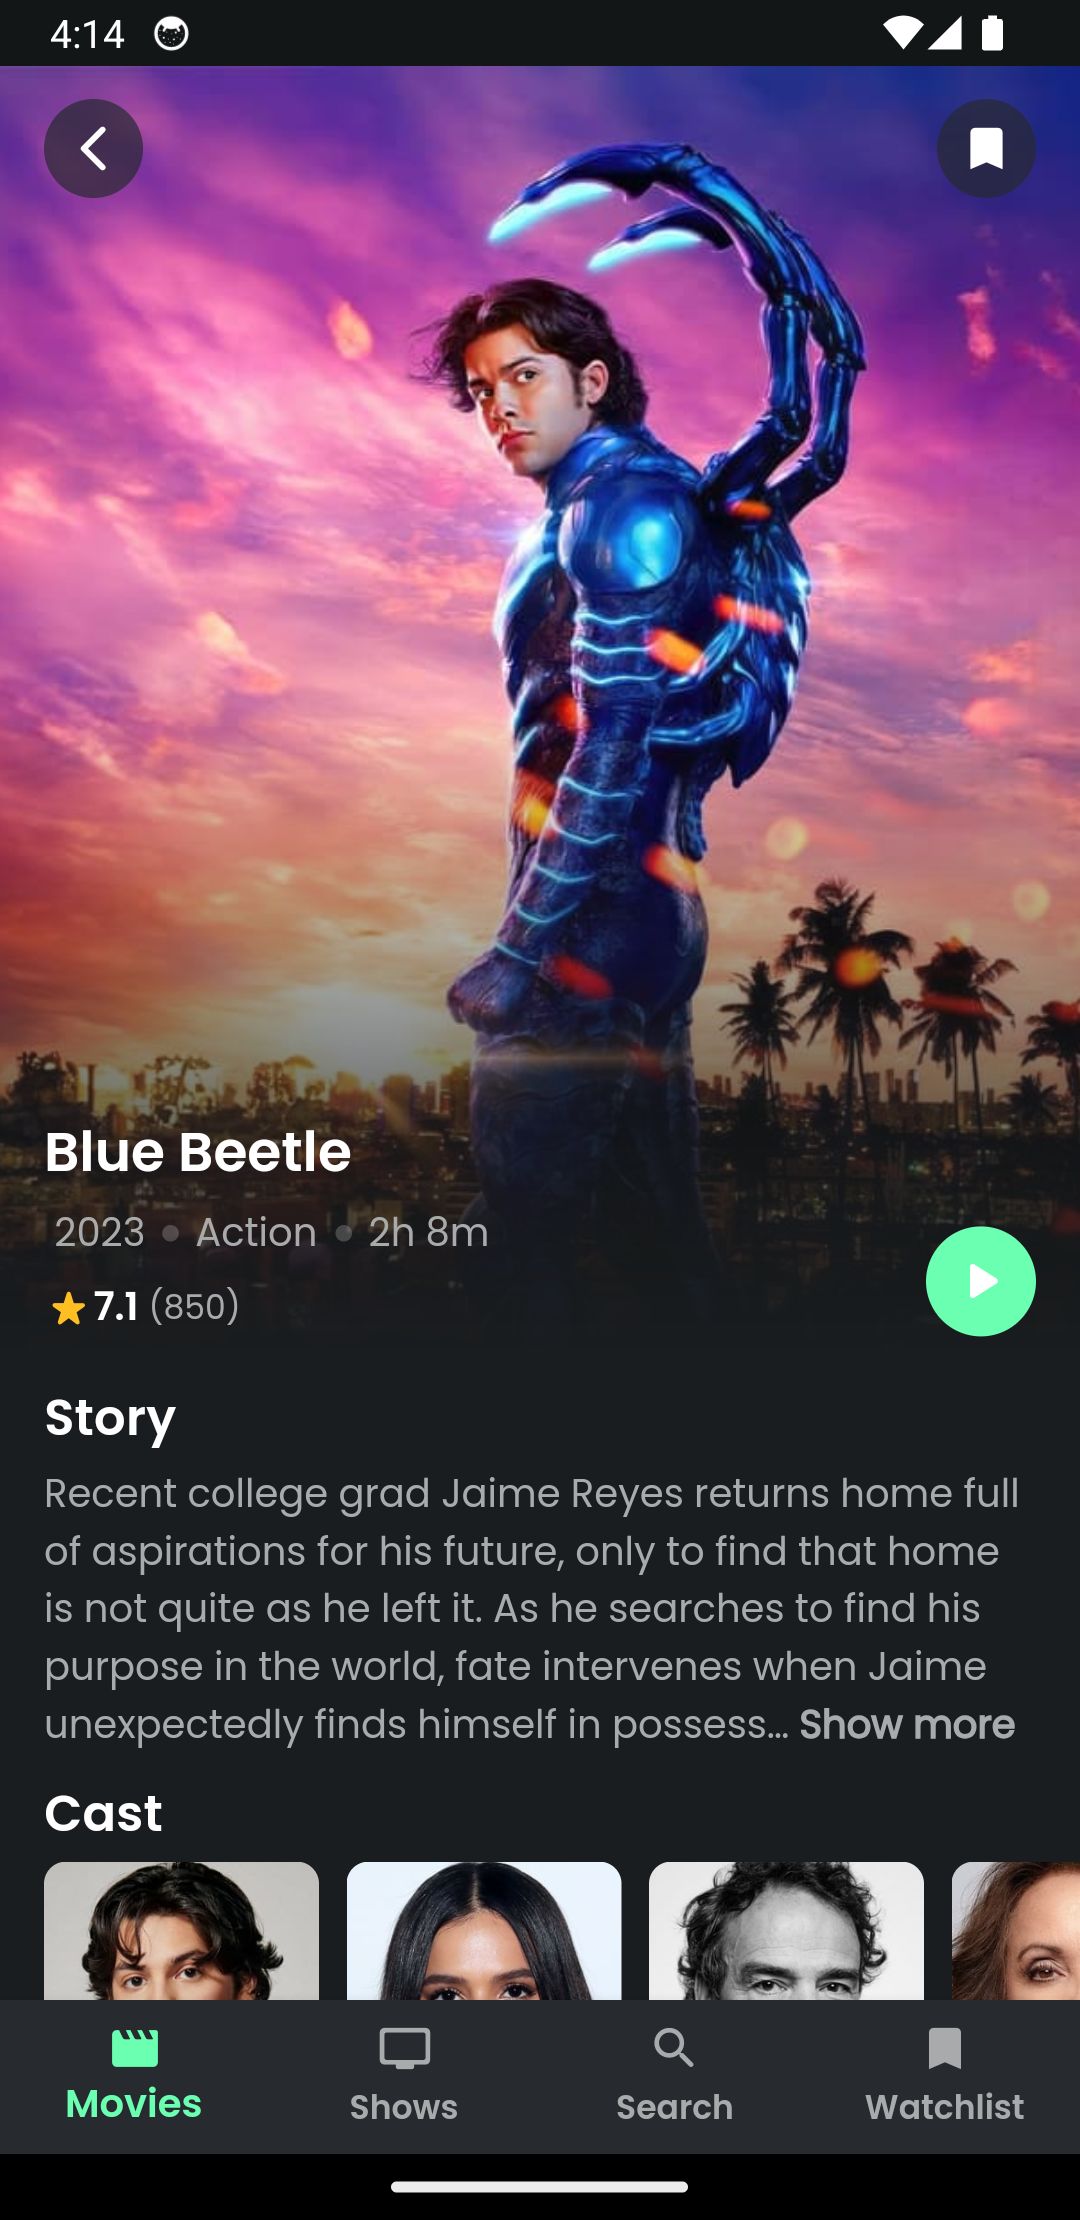 4:14
Blue Beetle
2023 • Action • 2h 8m
7.1 (850)
Story
Recent college grad Jaime Reyes returns home full
of aspirations for his future, only to find that home
is not quite as he left it. As he searches to find his
purpose in the world, fate intervenes when Jaime
unexpectedly finds himself in possess... Show more
Cast
Movies
Shows
Search
Watchlist